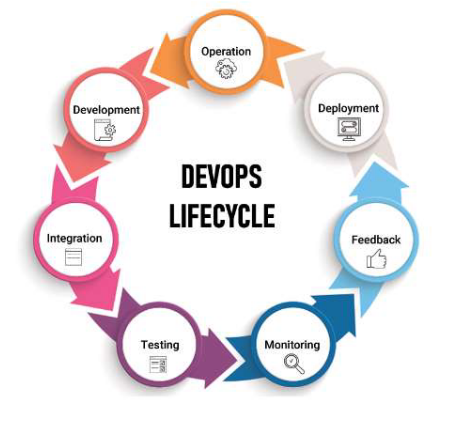 Operation
Development
Deployment
DEVOPS
LIFECYCLE
Integration
Feedback
Testing
Monitoring